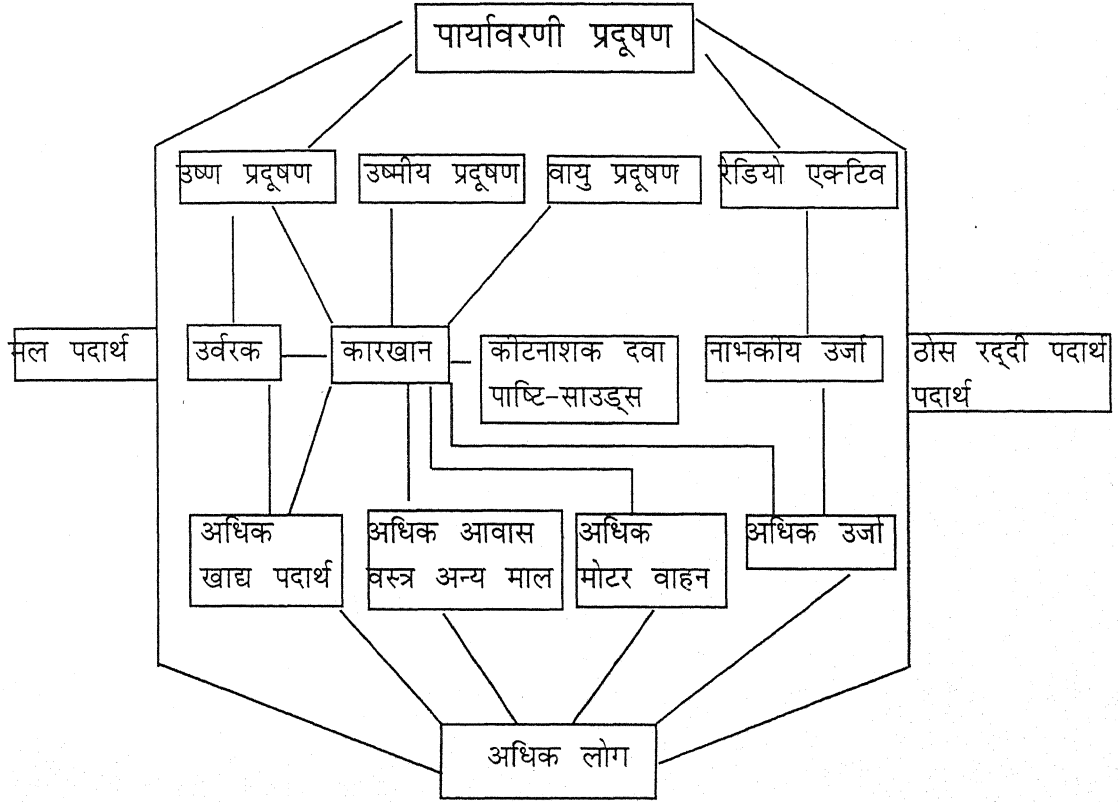 पार्यावरणी प्रदूषण
उष्ण प्रदूषण
उष्मीय प्रदूषण
वायु प्रदूषण
रेडियो एक्टिव
मल पदार्थ
उर्वरक
कारखान
कीटनाशक दवा
पाष्टि-साउड्स
नाभकीय उर्जा
ठोस रद्दी पदार्थ
पदार्थ
अधिक
खाद्य पदार्थ
अधिक आवास
वस्त्र अन्य माल
अधिक
मोटर वाहन
अधिक उर्जा
अधिक लोग